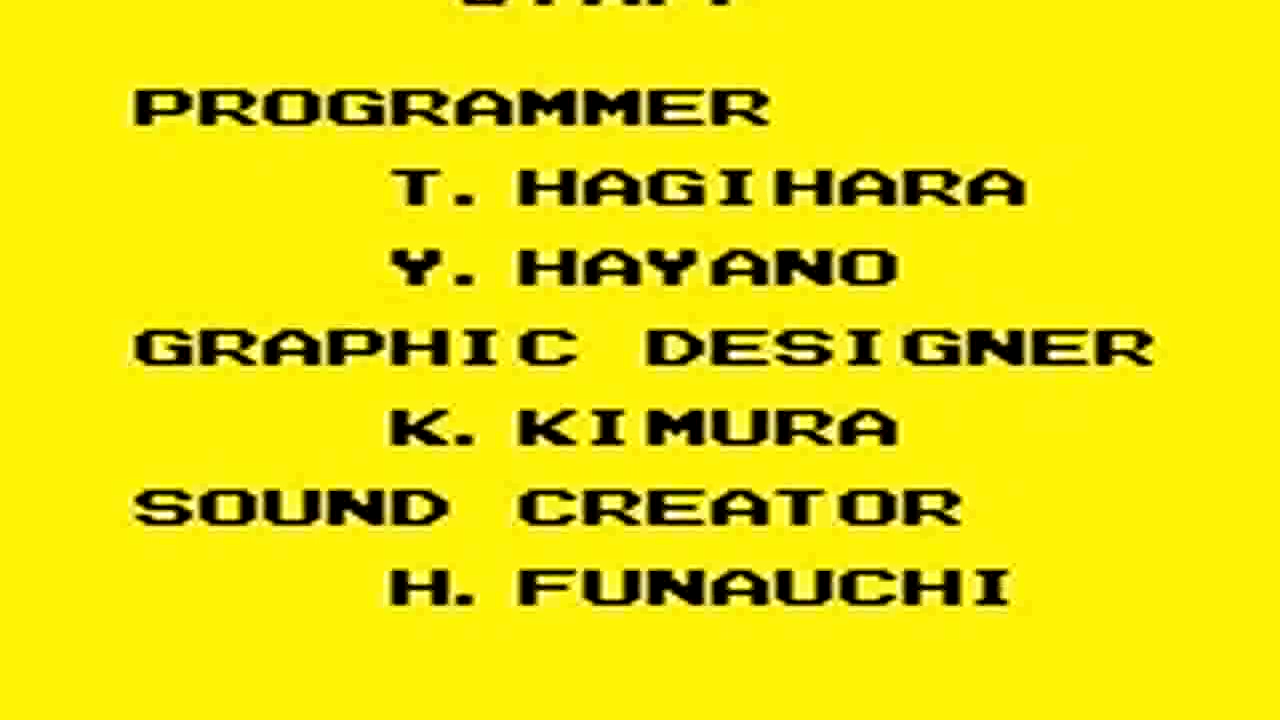 PROGRAMMER
T. HAGIHARA
Y. HAYANO
GRAPHIC DESIGNER
K. KIMURA
SOUND CREATOR
H. FUNAUCHI